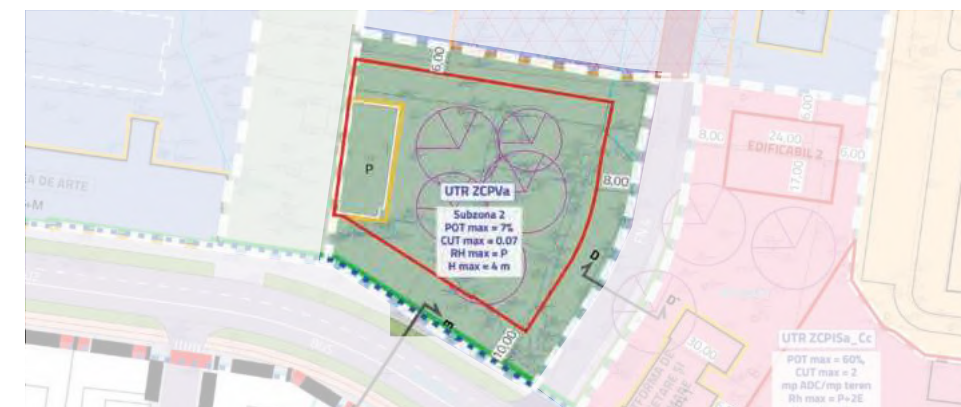 6,00
P
UTR ZCPVa
Subzona 2
POT max = 7%
CUT max = 0.07
RH max = P
H max = 4 m
8,00
D
E
10,00
8,00
24,00
EDIFICABIL 2
6,00
6,00
17,00
DE ARTE
+M
30,00
UTR ZCPISa_Cc
POT max = 60%,
CUT max = 2
mp ADC/mp teren
Rh max = P+2E